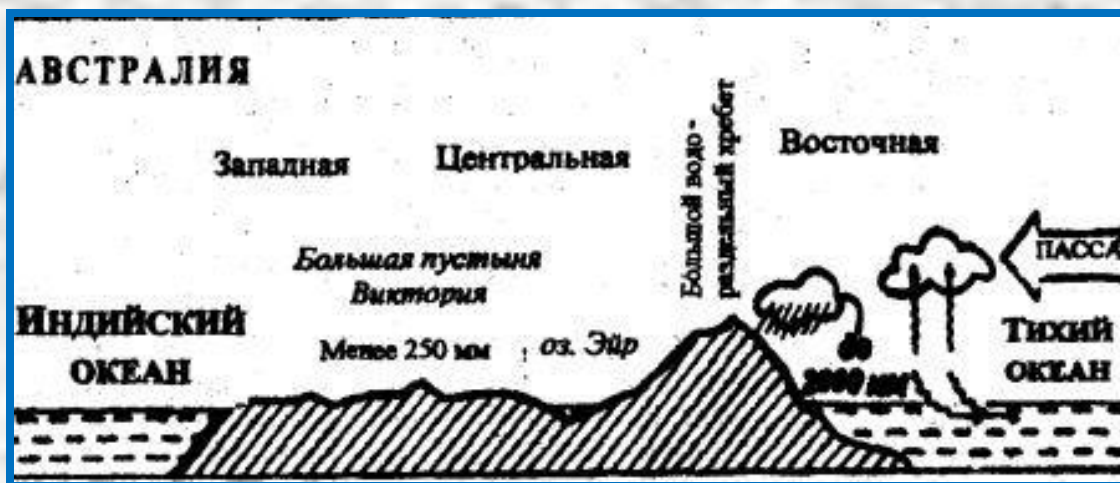 АВСТРАЛИЯ
Западная
Центральная
Большой водо-
раздельный хребет
Восточная
Большая пустыня
Виктория
ПАССА
ИНДИЙСКИЙ
ОКЕАН
Менее 250 мм
оз. Эйр
2000 мм
ТИХИЙ
ОКЕАН